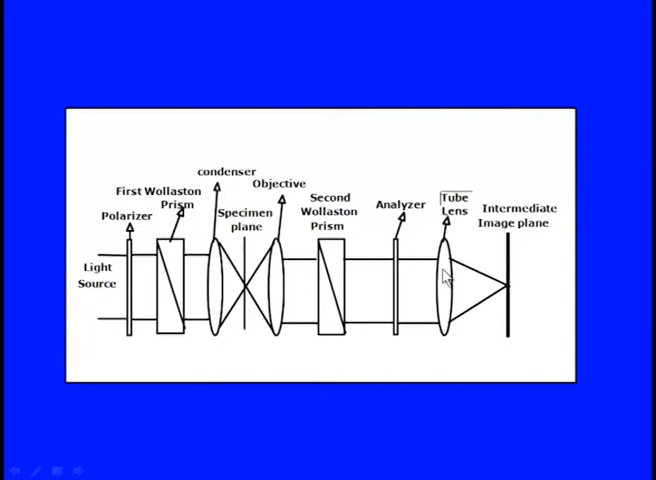 condenser
Objective
First Wollaston
Prism
Second
Wollaston
Prism
Polarizer
Specimen
plane
Analyzer
Tube
Lens
Intermediate
Image plane
Light
Source